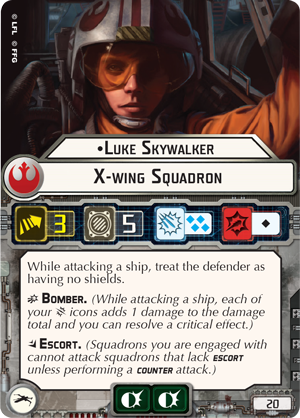 © LFL © FFG
•Luke Skywalker
X-wing Squadron
3
5
While attacking a ship, treat the defender as
having no shields.
Bomber. (While attacking a ship, each of
your icons adds 1 damage to the damage
total and you can resolve a critical effect.)
Escort. (Squadrons you are engaged with
cannot attack squadrons that lack escort
unless performing a counter attack.)
20